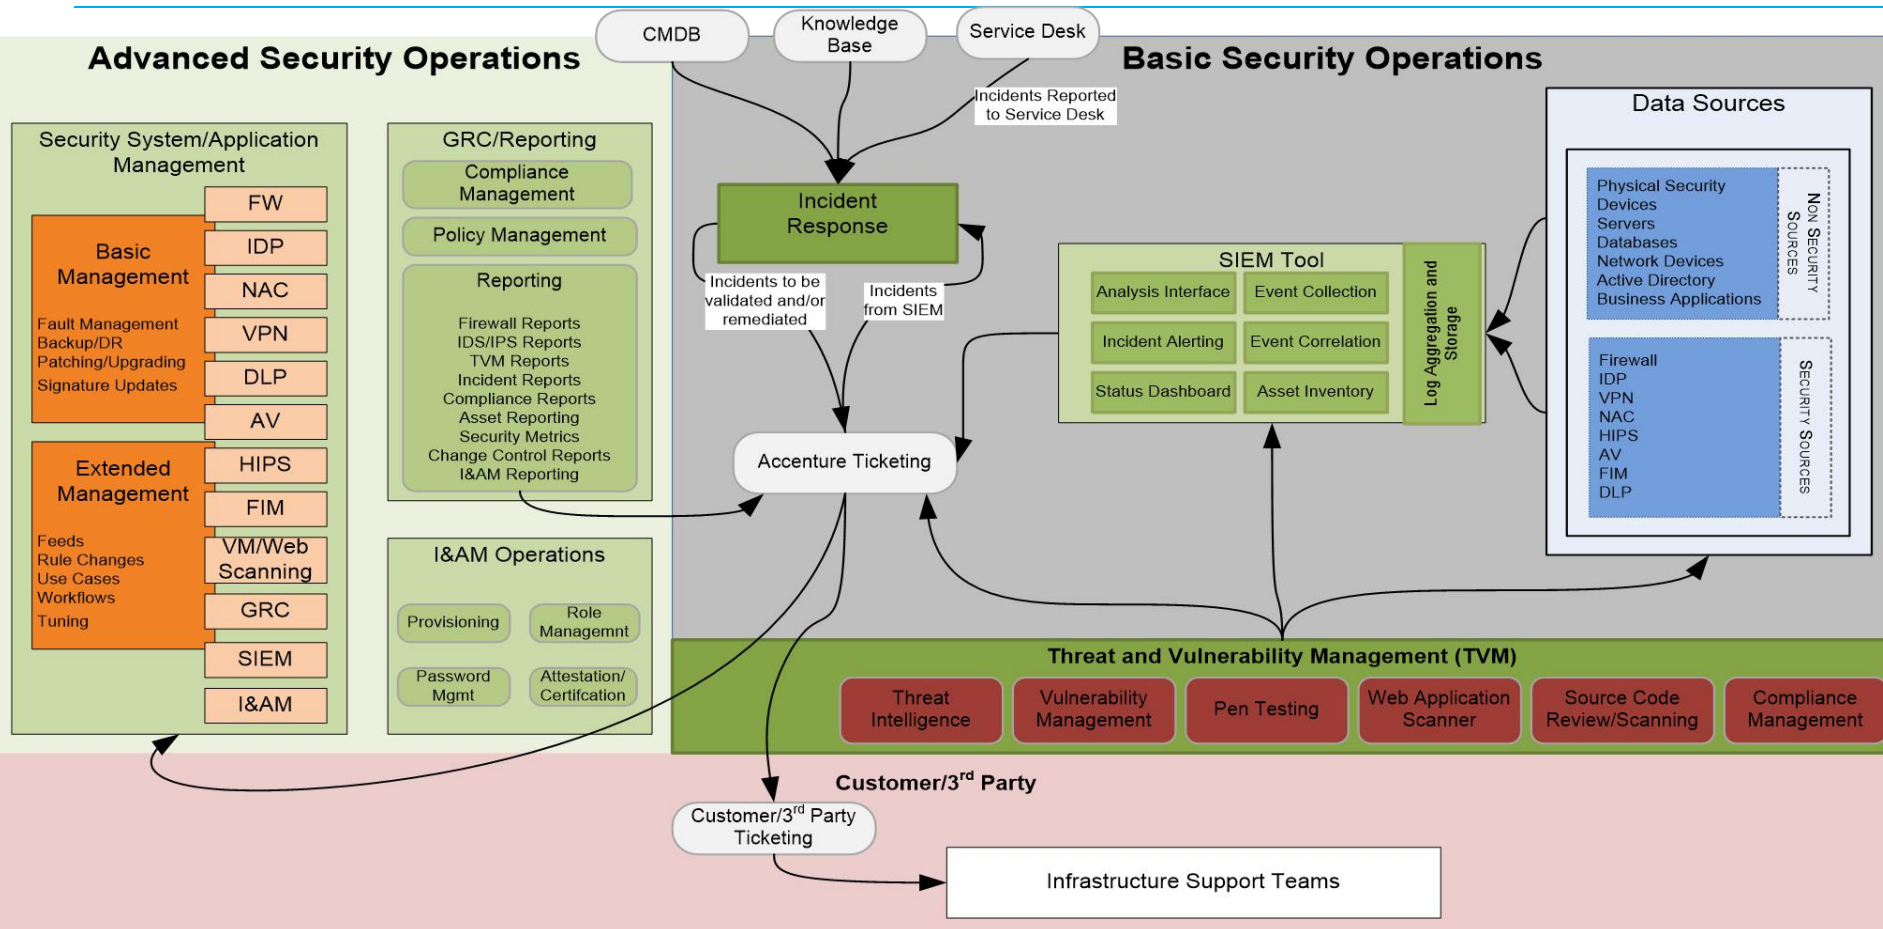 CMDB
Knowledge
Base
Service Desk
Advanced Security Operations
Basic Security Operations
Incidents Reported
to Service Desk
Security System/Application
Management
FW
IDP
NAC
VPN
DLP
AV
HIPS
FIM
VM/Web
Scanning
GRC
SIEM
I&AM
Basic
Management
Fault Management
Backup/DR
Patching/Upgrading
Signature Updates
Extended
Management
Feeds
Rule Changes
Use Cases
Workflows
Tuning
GRC/Reporting
Compliance
Management
Policy Management
Reporting
Firewall Reports
IDS/IPS Reports
TVM Reports
Incident Reports
Compliance Reports
Asset Reporting
Security Metrics
Change Control Reports
I&AM Reporting
I&AM Operations
Provisioning
Role
Managemnt
Password
Mgmt
Attestation/
Certifcation
Incident
Response
Incidents to be
validated and/or
remediated
Incidents
from SIEM
Accenture Ticketing
SIEM Tool
Analysis Interface
Event Collection
Incident Alerting
Event Correlation
Status Dashboard
Asset Inventory
Log Aggregation and
Storage
Data Sources
Physical Security
Devices
Servers
Databases
Network Devices
Active Directory
Business Applications
NON SECURITY
SOURCES
Firewall
IDP
VPN
NAC
HIPS
AV
FIM
DLP
SECURITY SOURCES
Threat and Vulnerability Management (TVM)
Threat
Intelligence
Vulnerability
Management
Pen Testing
Web Application
Scanner
Source Code
Review/Scanning
Compliance
Management
Customer/3rd Party
Customer/3rd Party
Ticketing
Infrastructure Support Teams